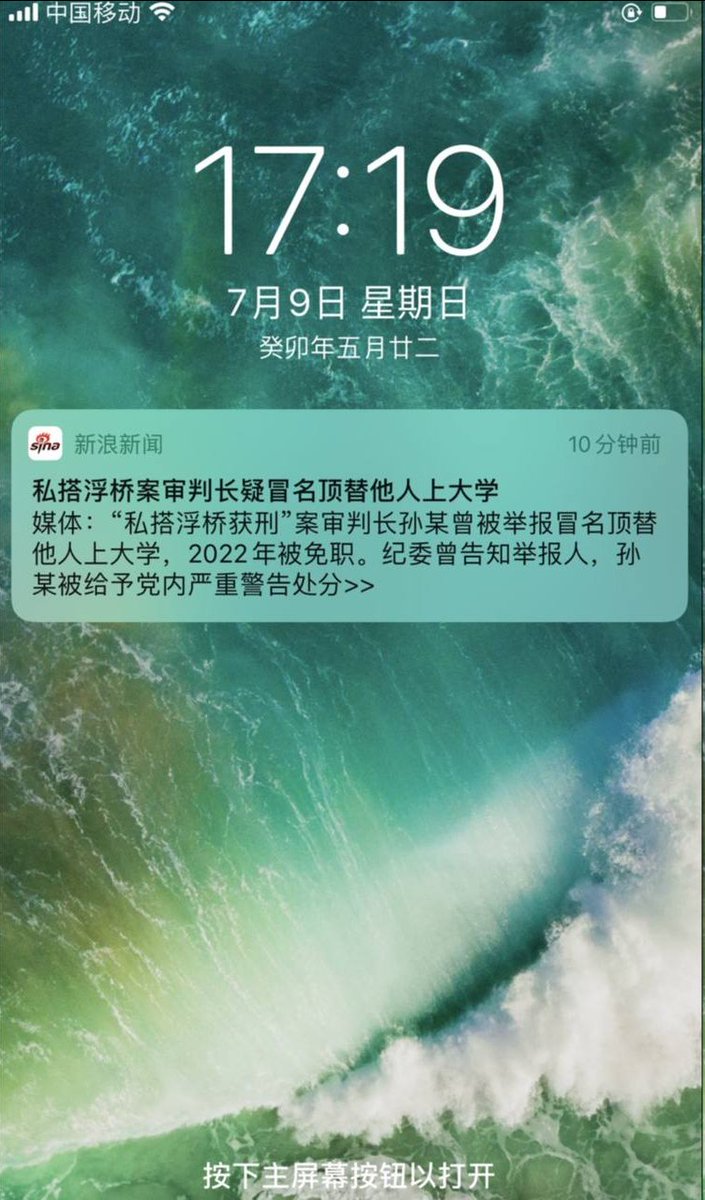 中国移动
17:19
7月9日 星期日
癸卯年五月廿二
sina 新浪新闻 10分钟前
私搭浮桥案审判长疑冒名顶替他人上大学
媒体：“私搭浮桥获刑”案审判长孙某曾被举报冒名顶替
他人上大学，2022年被免职。纪委曾告知举报人，孙
某被给予党内严重警告处分>>
按下主屏幕按钮以打开